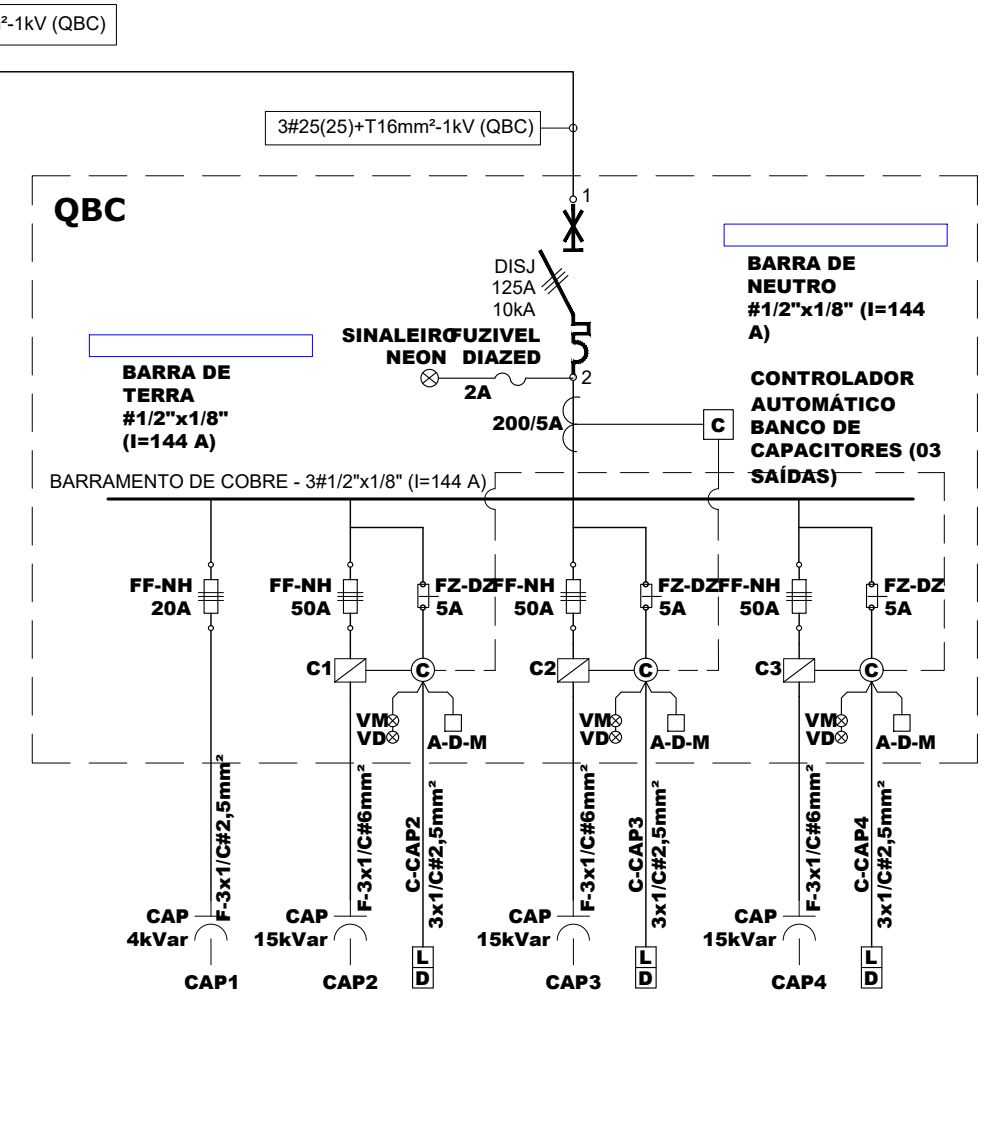 ²-1kV (QBC)
3#25(25)+T16mm²-1kV (QBC)
QBC
1
DISJ
125A
10kA
BARRA DE
NEUTRO
#1/2"x1/8" (I=144
A)
SINALEIRO
NEON
FUZIVEL
DIAZED
2A
2
BARRA DE
TERRA
#1/2"x1/8"
(I=144 A)
200/5A
C
CONTROLADOR
AUTOMÁTICO
BANCO DE
CAPACITORES (03
SAÍDAS)
BARRAMENTO DE COBRE - 3#1/2"x1/8" (I=144 A)
FF-NH
20A
FF-NH
50A
FZ-DZ
5A
FF-NH
50A
FZ-DZ
5A
FF-NH
50A
FZ-DZ
5A
C1
C
C2
C
C3
C
VM
VD
A-D-M
VM
VD
A-D-M
VM
VD
A-D-M
F-3x1/C#2,5mm²
F-3x1/C#6mm²
C-CAP2
3x1/C#2,5mm²
F-3x1/C#6mm²
C-CAP3
3x1/C#2,5mm²
F-3x1/C#6mm²
C-CAP4
3x1/C#2,5mm²
CAP
4kVar
CAP
15kVar
CAP
15kVar
CAP
15kVar
L
D
L
D
L
D
CAP1
CAP2
CAP3
CAP4